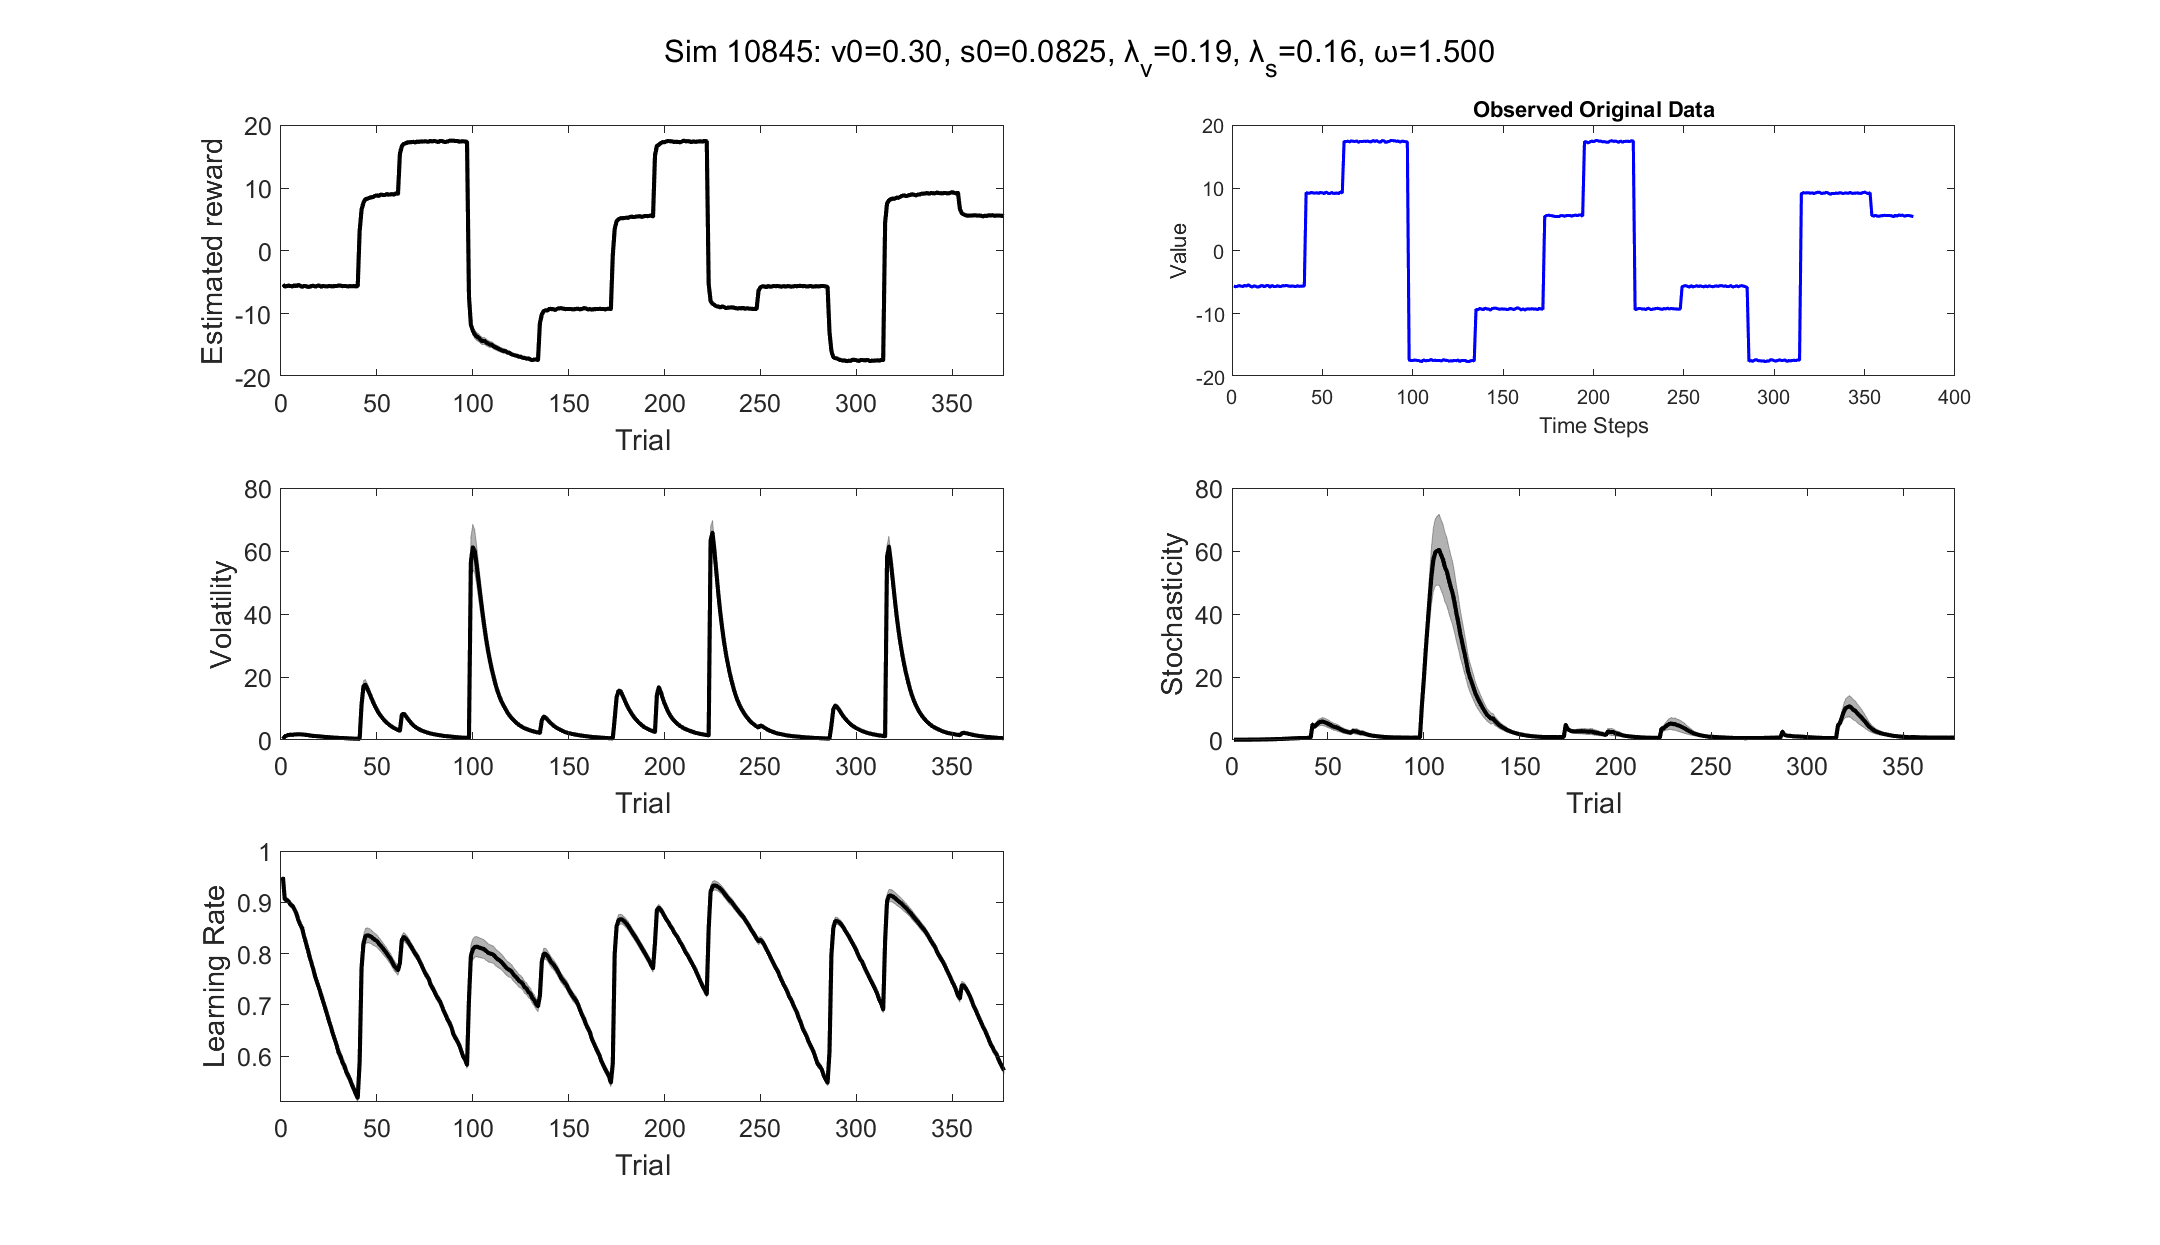 Sim 10845: v0=0.30, s0=0.0825, λ_v=0.19, λ_s=0.16, ω=1.500
Estimated reward
20
10
0
-10
-20
0 50 100 150 200 250 300 350
Trial
Observed Original Data
Value
20
10
0
-10
-20
0 50 100 150 200 250 300 350 400
Time Steps
Volatility
80
60
40
20
0
0 50 100 150 200 250 300 350
Trial
Stochasticity
80
60
40
20
0
0 50 100 150 200 250 300 350
Trial
Learning Rate
1
0.9
0.8
0.7
0.6
0 50 100 150 200 250 300 350
Trial